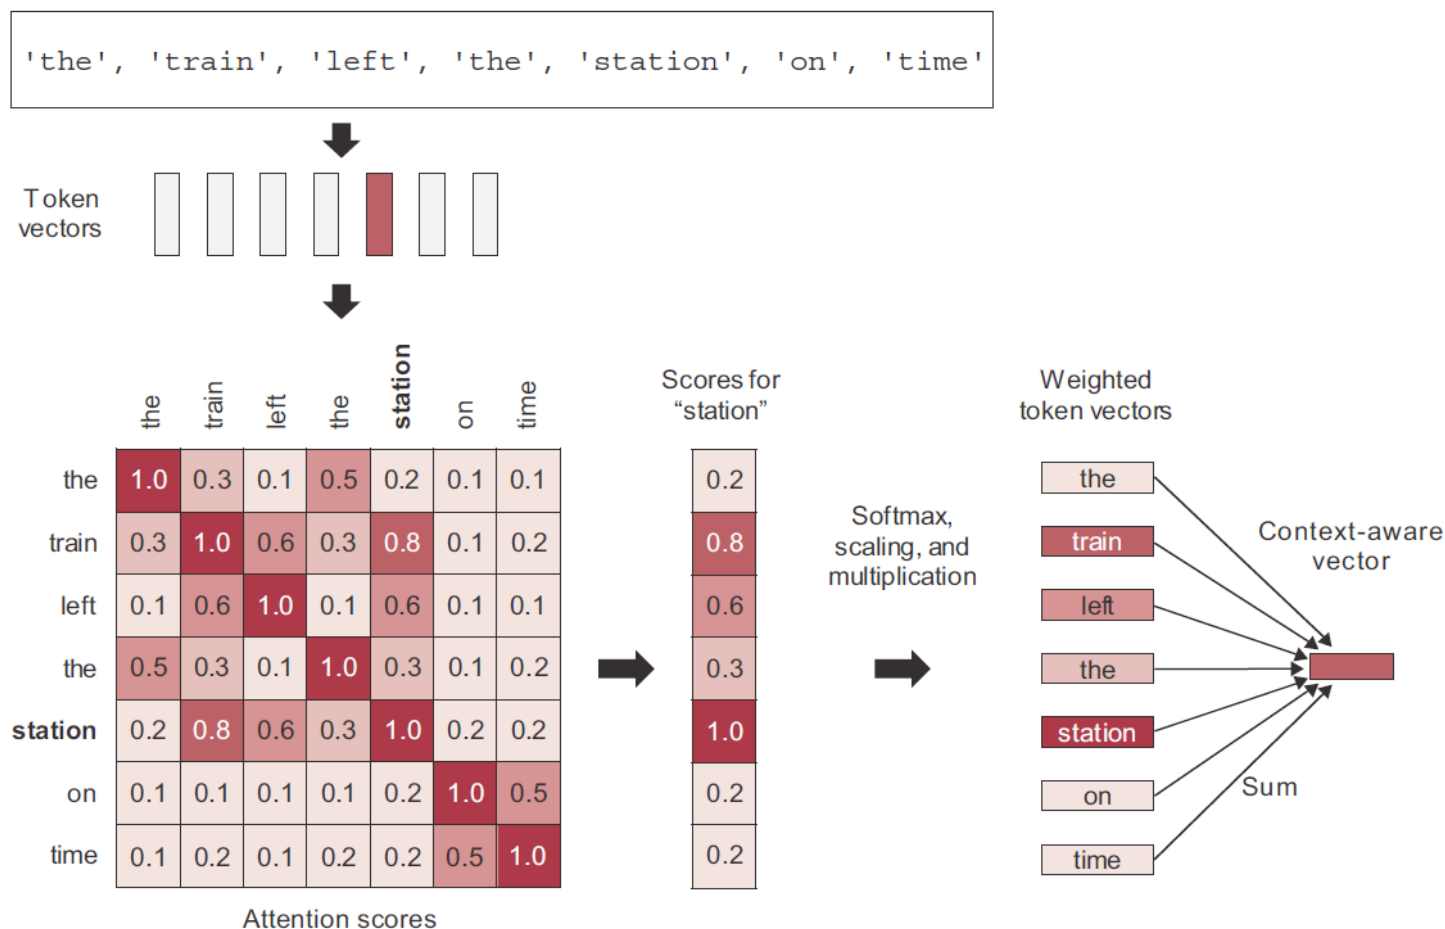 'the', 'train', 'left', 'the', 'station', 'on', 'time'
Token
vectors
the train left the station on time
the 1.0 0.3 0.1 0.5 0.2 0.1 0.1
train 0.3 1.0 0.6 0.3 0.8 0.1 0.2
left 0.1 0.6 1.0 0.1 0.6 0.1 0.1
the 0.5 0.3 0.1 1.0 0.3 0.1 0.2
station 0.2 0.8 0.6 0.3 1.0 0.2 0.2
on 0.1 0.1 0.1 0.1 0.2 1.0 0.5
time 0.1 0.2 0.1 0.2 0.2 0.5 1.0
Attention scores
Scores for
“station”
0.2
0.8
0.6
0.3
1.0
0.2
0.2
Softmax,
scaling, and
multiplication
Weighted
token vectors
the
train
left
the
station
on
time
Context-aware
vector
Sum